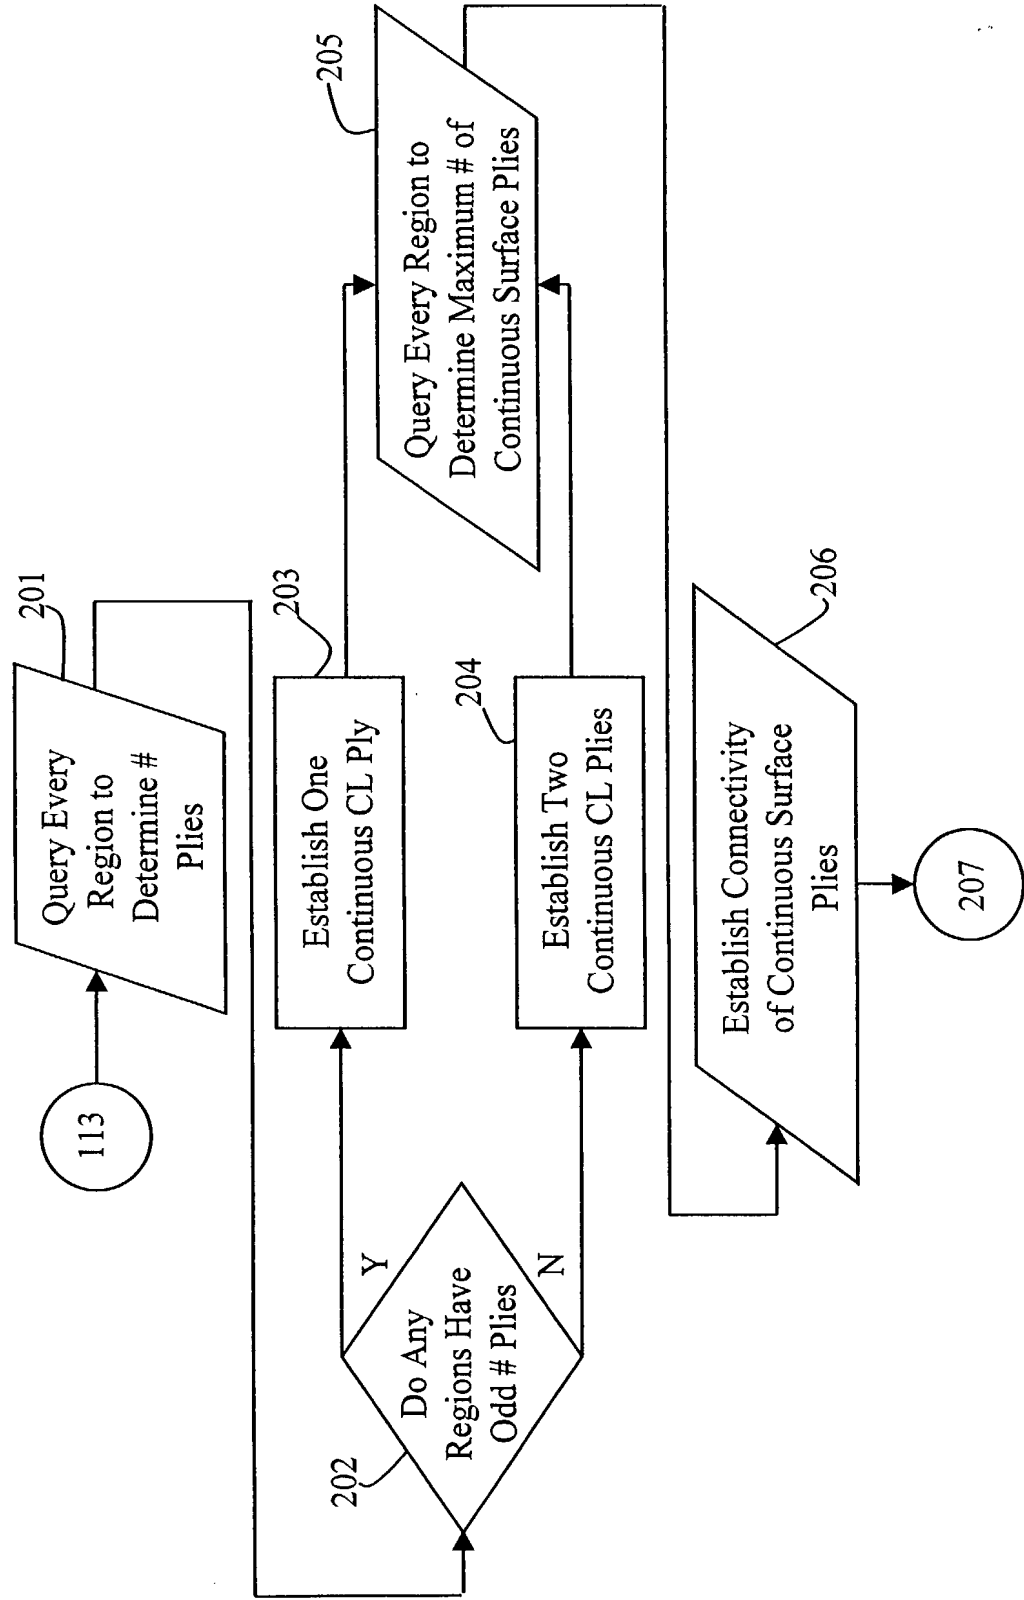 113
201
Query Every
Region to
Determine #
Plies
202
Do Any
Regions Have
Odd # Plies
Y
N
203
Establish One
Continuous CL Ply
204
Establish Two
Continuous CL Plies
205
Query Every Region to
Determine Maximum # of
Continuous Surface Plies
206
Establish Connectivity
of Continuous Surface
Plies
207